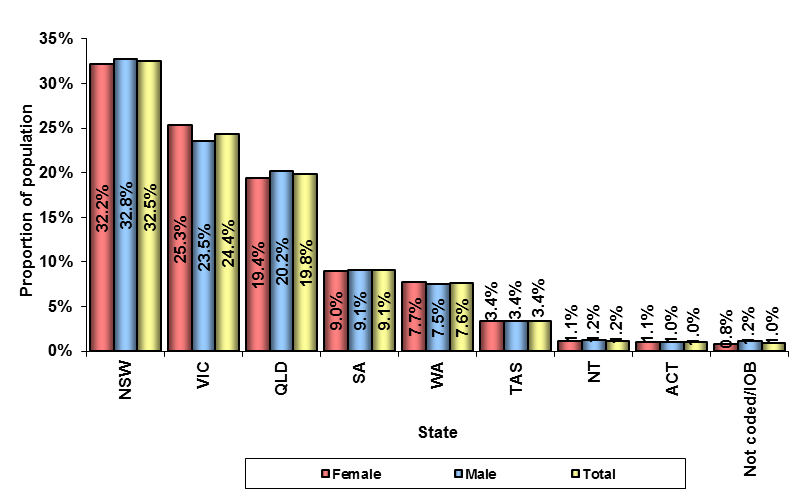 35%
30%
25%
20%
15%
10%
5%
0%
Proportion of population
32.2% 32.8% 32.5%
25.3% 23.5% 24.4%
19.4% 20.2% 19.8%
9.0% 9.1% 9.1%
7.7% 7.5% 7.6%
3.4% 3.4% 3.4%
1.1% 1.2% 1.2%
1.1% 1.0% 1.0%
0.8% 1.2% 1.0%
NSW VIC QLD SA WA TAS NT ACT Not coded/IOB
State
Female Male Total